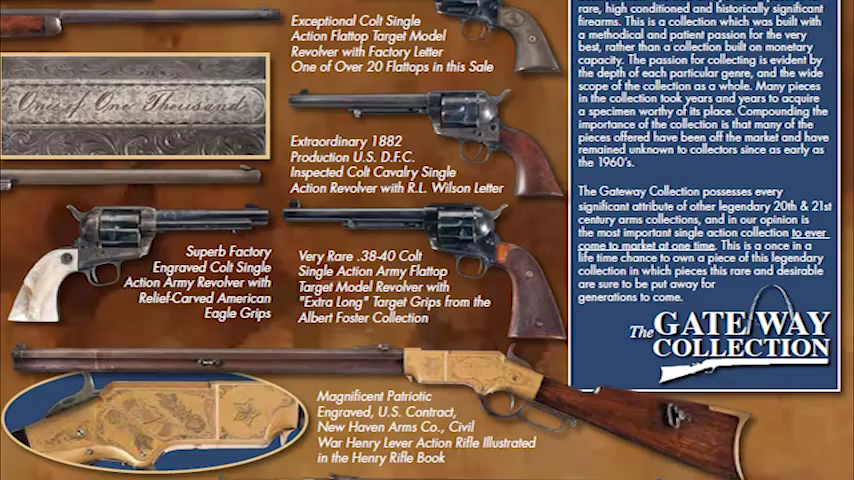 Exceptional Colt Single
Action Flattop Target Model
Revolver with Factory Letter
One of Over 20 Flattops in this Sale
One of One Thousand
Extraordinary 1882
Production U.S. D.F.C.
Inspected Colt Cavalry Single
Action Revolver with R.L. Wilson Letter
Superb Factory
Engraved Colt Single
Action Army Revolver with
Relief-Carved American
Eagle Grips
Very Rare .38-40 Colt
Single Action Army Flattop
Target Model Revolver with
"Extra Long" Target Grips from the
Albert Foster Collection
Magnificent Patriotic
Engraved, U.S. Contract,
New Haven Arms Co., Civil
War Henry Lever Action Rifle Illustrated
in the Henry Rifle Book
rare, high conditioned and historically significant
firearms. This is a collection which was built with
a methodical and patient passion for the very
best, rather than a collection built on monetary
capacity. The passion for collecting is evident by
the depth of each particular genre, and the wide
scope of the collection as a whole. Many pieces
in the collection took years and years to acquire
a specimen worthy of its place. Compounding the
importance of the collection is that many of the
pieces offered have been off the market and have
remained unknown to collectors since as early as
the 1960's.
The Gateway Collection possesses every
significant attribute of other legendary 20th & 21st
century arms collections, and in our opinion is
the most important single action collection to ever
come to market at one time. This is a once in a
life time chance to own a piece of this legendary
collection in which pieces this rare and desirable
are sure to be put away for
generations to come.
The GATEWAY
COLLECTION